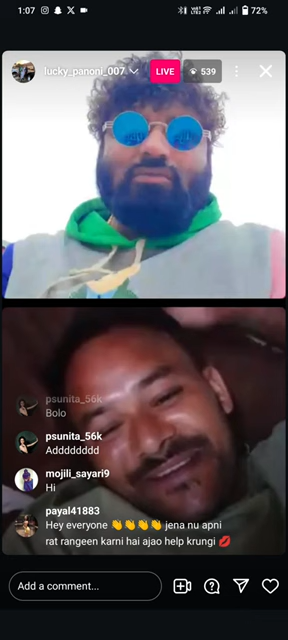 1:07
72%
lucky_panoni_007
LIVE
539
psunita_56k
Bolo
psunita_56k
Adddddddd
mojili_sayari9
Hi
payal41883
Hey everyone 👋👋👋👋 jena nu apni
rat rangeen karni hai ajao help krungi 💋
Add a comment...